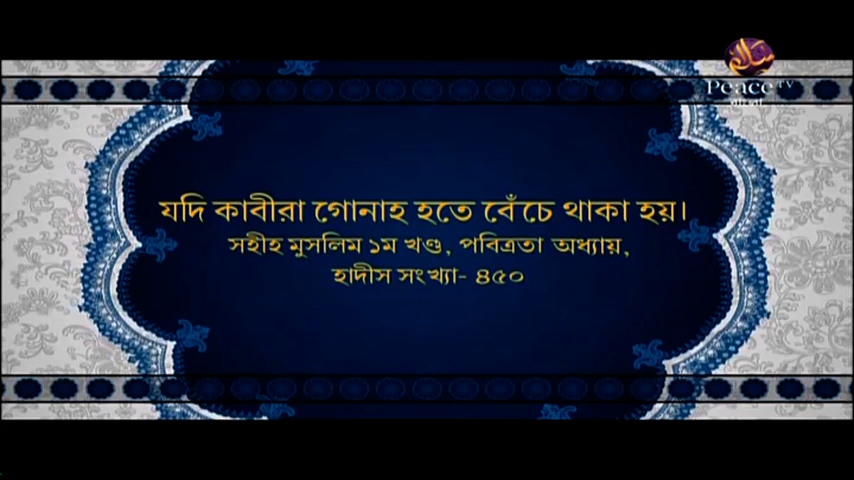 Peace TV
বাংলা
যদি কাবীরা গোনাহ হতে বেঁচে থাকা হয়।
সহীহ মুসলিম ১ম খণ্ড, পবিত্রতা অধ্যায়,
হাদীস সংখ্যা- ৪৫০